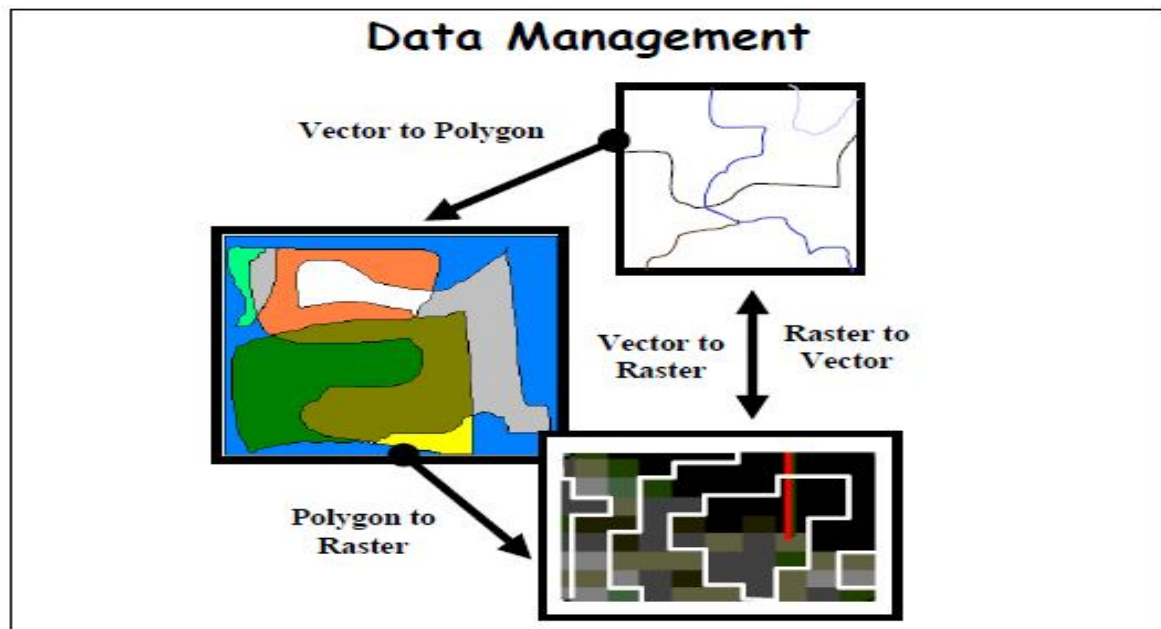 Data Management
Vector to Polygon
Vector to
Raster
Raster to
Vector
Polygon to
Raster